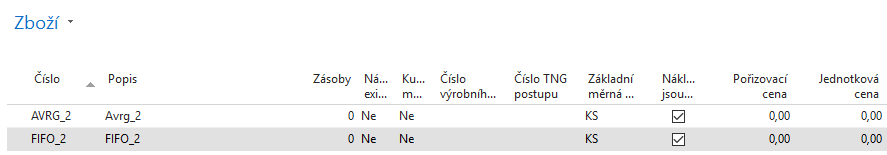 Zboží
Číslo Popis Zásoby Ná... exi... Ku... m... Číslo výrobníh... Číslo TNG postupu Základní měrná ... Nákl... jsou... Pořizovací cena Jednotková cena
AVRG_2 Avrg_2 0 Ne Ne KS 0,00 0,00
FIFO_2 FIFO_2 0 Ne Ne KS 0,00 0,00